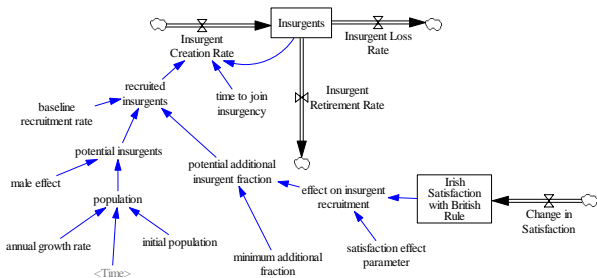 Insurgents
Insurgent
Creation Rate
Insurgent Loss
Rate
recruited
insurgents
time to join
insurgency
Insurgent
Retirement Rate
baseline
recruitment rate
potential insurgents
potential additional
insurgent fraction
male effect
effect on insurgent
recruitment
Irish
Satisfaction
with British
Rule
Change in
Satisfaction
population
annual growth rate
initial population
<Time>
minimum additional
fraction
satisfaction effect
parameter